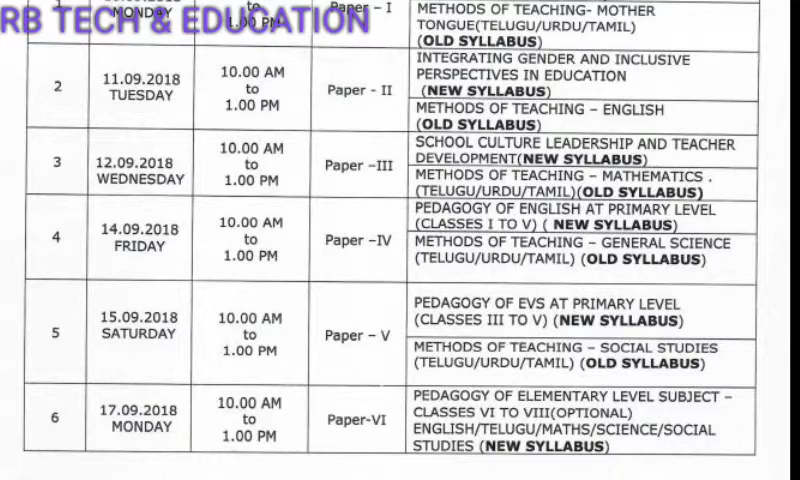 RB TECH & EDUCATION
MONDAY
to
1.00 PM
Paper – I
METHODS OF TEACHING- MOTHER
TONGUE(TELUGU/URDU/TAMIL)
(OLD SYLLABUS)
2
11.09.2018
TUESDAY
10.00 AM
to
1.00 PM
Paper - II
INTEGRATING GENDER AND INCLUSIVE
PERSPECTIVES IN EDUCATION
(NEW SYLLABUS)
METHODS OF TEACHING – ENGLISH
(OLD SYLLABUS)
3
12.09.2018
WEDNESDAY
10.00 AM
to
1.00 PM
Paper –III
SCHOOL CULTURE LEADERSHIP AND TEACHER
DEVELOPMENT(NEW SYLLABUS)
METHODS OF TEACHING – MATHEMATICS .
(TELUGU/URDU/TAMIL)(OLD SYLLABUS)
4
14.09.2018
FRIDAY
10.00 AM
to
1.00 PM
Paper –IV
PEDAGOGY OF ENGLISH AT PRIMARY LEVEL
(CLASSES I TO V) ( NEW SYLLABUS)
METHODS OF TEACHING – GENERAL SCIENCE
(TELUGU/URDU/TAMIL) (OLD SYLLABUS)
5
15.09.2018
SATURDAY
10.00 AM
to
1.00 PM
Paper – V
PEDAGOGY OF EVS AT PRIMARY LEVEL
(CLASSES III TO V) (NEW SYLLABUS)
METHODS OF TEACHING – SOCIAL STUDIES
(TELUGU/URDU/TAMIL) (OLD SYLLABUS)
6
17.09.2018
MONDAY
10.00 AM
to
1.00 PM
Paper-VI
PEDAGOGY OF ELEMENTARY LEVEL SUBJECT –
CLASSES VI TO VIII(OPTIONAL)
ENGLISH/TELUGU/MATHS/SCIENCE/SOCIAL
STUDIES (NEW SYLLABUS)